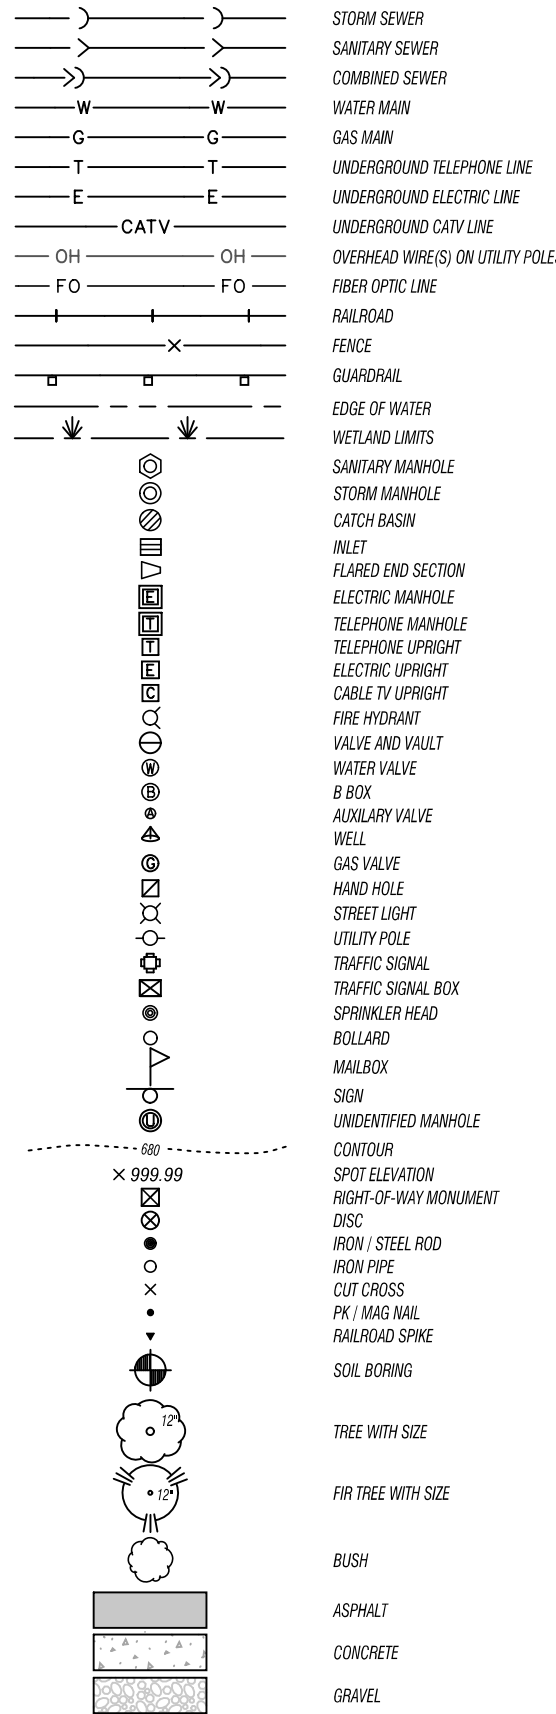 STORM SEWER
SANITARY SEWER
COMBINED SEWER
W W WATER MAIN
G G GAS MAIN
T T UNDERGROUND TELEPHONE LINE
E E UNDERGROUND ELECTRIC LINE
CATV UNDERGROUND CATV LINE
OH OH OVERHEAD WIRE(S) ON UTILITY POLES
FO FO FIBER OPTIC LINE
RAILROAD
FENCE
GUARDRAIL
EDGE OF WATER
WETLAND LIMITS
SANITARY MANHOLE
STORM MANHOLE
CATCH BASIN
INLET
FLARED END SECTION
E ELECTRIC MANHOLE
T TELEPHONE MANHOLE
T TELEPHONE UPRIGHT
E ELECTRIC UPRIGHT
C CABLE TV UPRIGHT
FIRE HYDRANT
VALVE AND VAULT
W WATER VALVE
B B BOX
A AUXILARY VALVE
WELL
G GAS VALVE
HAND HOLE
STREET LIGHT
UTILITY POLE
TRAFFIC SIGNAL
TRAFFIC SIGNAL BOX
SPRINKLER HEAD
BOLLARD
MAILBOX
SIGN
U UNIDENTIFIED MANHOLE
680 CONTOUR
× 999.99 SPOT ELEVATION
RIGHT-OF-WAY MONUMENT
DISC
IRON / STEEL ROD
IRON PIPE
CUT CROSS
PK / MAG NAIL
RAILROAD SPIKE
SOIL BORING
12" TREE WITH SIZE
12" FIR TREE WITH SIZE
BUSH
ASPHALT
CONCRETE
GRAVEL